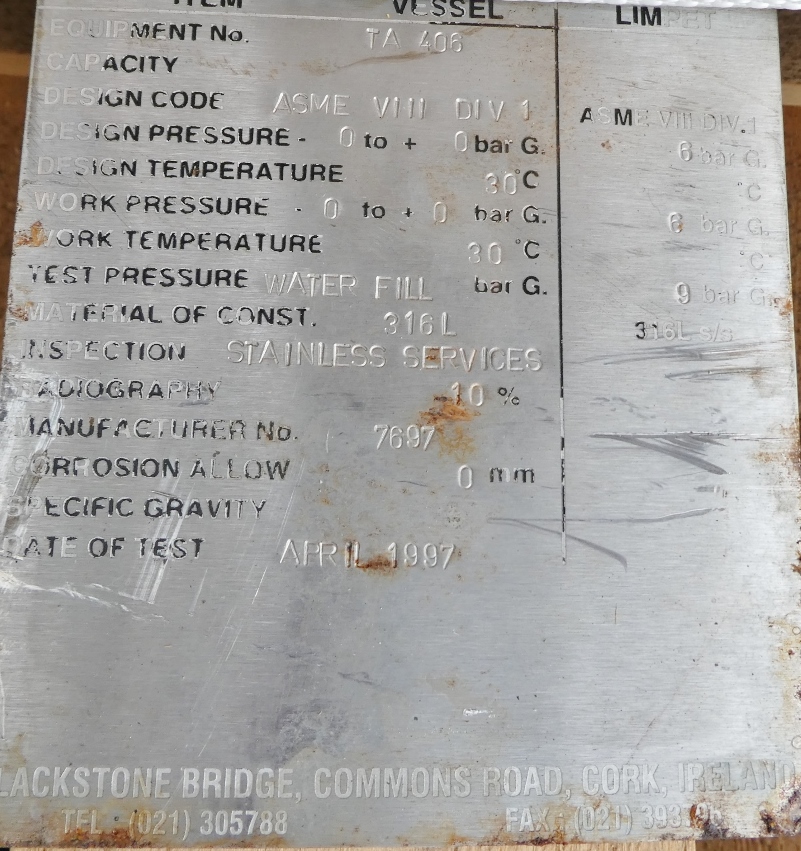 ITEM VESSEL LIMPET
EQUIPMENT No. TA 406
CAPACITY
DESIGN CODE ASME VIII DIV 1 ASME VIII DIV.1
DESIGN PRESSURE - 0 to + 0 bar G. 6 bar G.
DESIGN TEMPERATURE 30°C °C
WORK PRESSURE - 0 to + 0 bar G. 6 bar G.
WORK TEMPERATURE 30 °C °C
TEST PRESSURE WATER FILL bar G. 9 bar G.
MATERIAL OF CONST. 316L 316L s/s
INSPECTION STAINLESS SERVICES
RADIOGRAPHY 10 %
MANUFACTURER No. 7697
CORROSION ALLOW 0 mm
SPECIFIC GRAVITY
DATE OF TEST APRIL 1997
LACKSTONE BRIDGE, COMMONS ROAD, CORK, IRELAND
TEL : (021) 305788 FAX : (021)